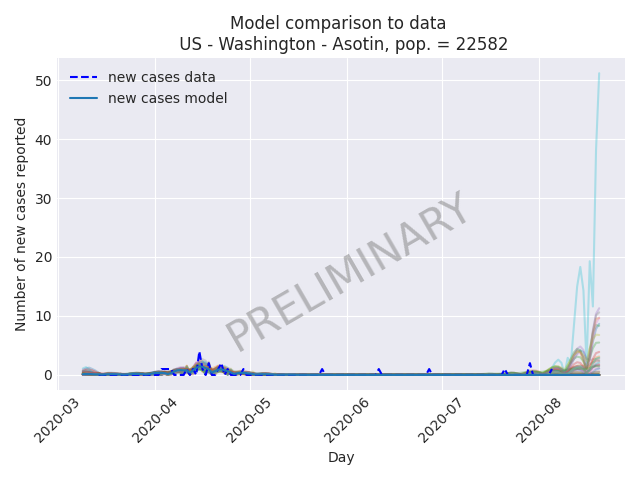 Model comparison to data
US - Washington - Asotin, pop. = 22582
new cases data
new cases model
Number of new cases reported
50
40
30
20
10
0
PRELIMINARY
2020-03
2020-04
2020-05
2020-06
2020-07
2020-08
Day